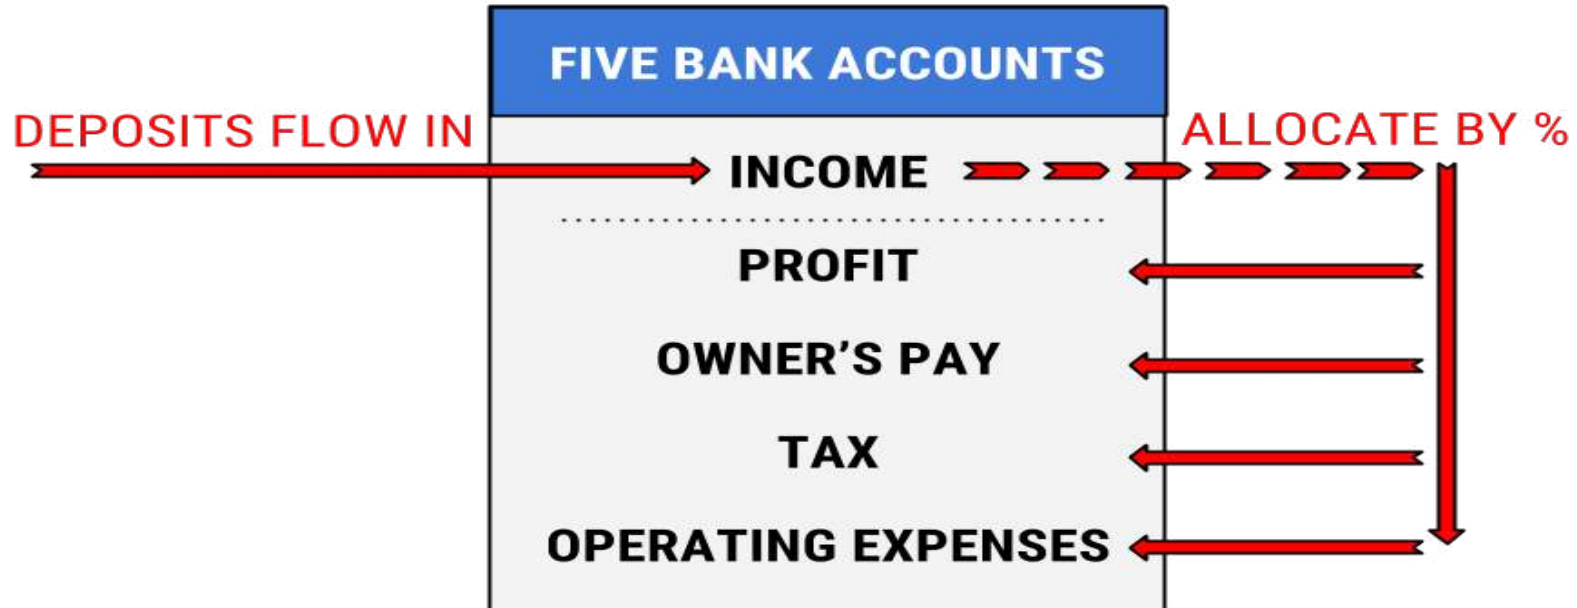 FIVE BANK ACCOUNTS
DEPOSITS FLOW IN
ALLOCATE BY %
INCOME
PROFIT
OWNER’S PAY
TAX
OPERATING EXPENSES